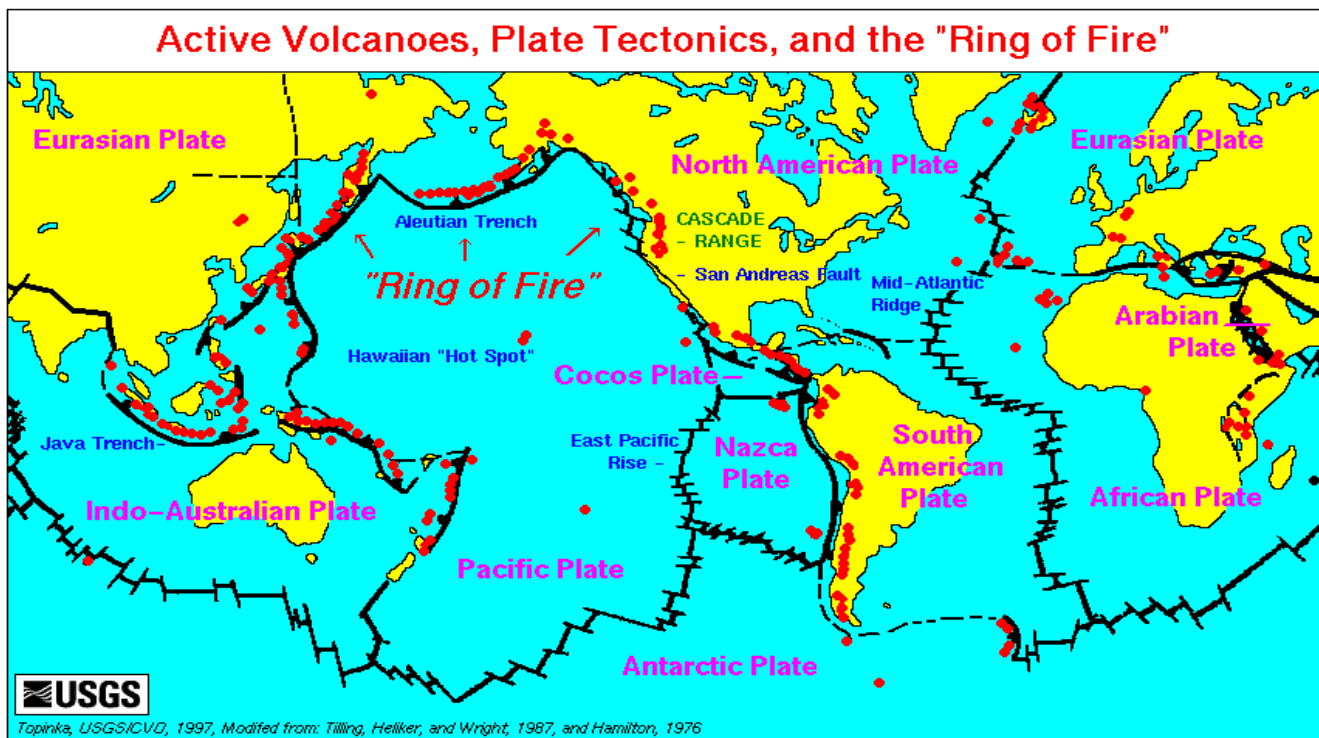 Active Volcanoes, Plate Tectonics, and the "Ring of Fire"
Eurasian Plate
North American Plate
Eurasian Plate
Aleutian Trench
CASCADE
- RANGE
"Ring of Fire"
- San Andreas Fault
Mid-Atlantic
Ridge
Arabian
Plate
Hawaiian "Hot Spot"
Cocos Plate
Java Trench-
East Pacific
Rise -
Nazca
Plate
South
American
Plate
Indo-Australian Plate
African Plate
Pacific Plate
Antarctic Plate
USGS
Topinka, USGS/CVO, 1997, Modifed from: Tilling, Heliker, and Wright, 1987, and Hamilton, 1976